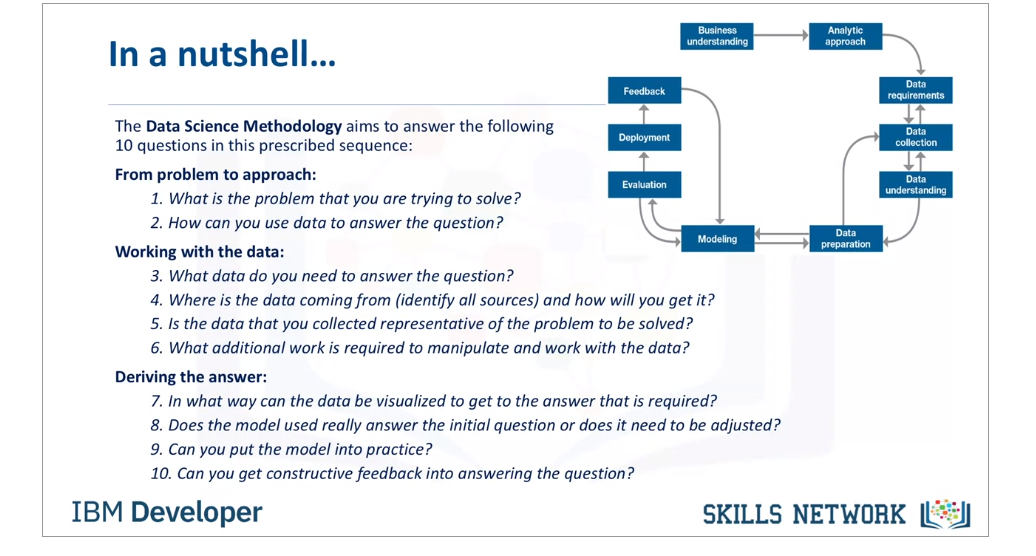 In a nutshell...
The Data Science Methodology aims to answer the following
10 questions in this prescribed sequence:
From problem to approach:
1. What is the problem that you are trying to solve?
2. How can you use data to answer the question?
Working with the data:
3. What data do you need to answer the question?
4. Where is the data coming from (identify all sources) and how will you get it?
5. Is the data that you collected representative of the problem to be solved?
6. What additional work is required to manipulate and work with the data?
Deriving the answer:
7. In what way can the data be visualized to get to the answer that is required?
8. Does the model used really answer the initial question or does it need to be adjusted?
9. Can you put the model into practice?
10. Can you get constructive feedback into answering the question?
Business
understanding
Analytic
approach
Data
requirements
Data
collection
Data
understanding
Data
preparation
Modeling
Evaluation
Deployment
Feedback
IBM Developer
SKILLS NETWORK